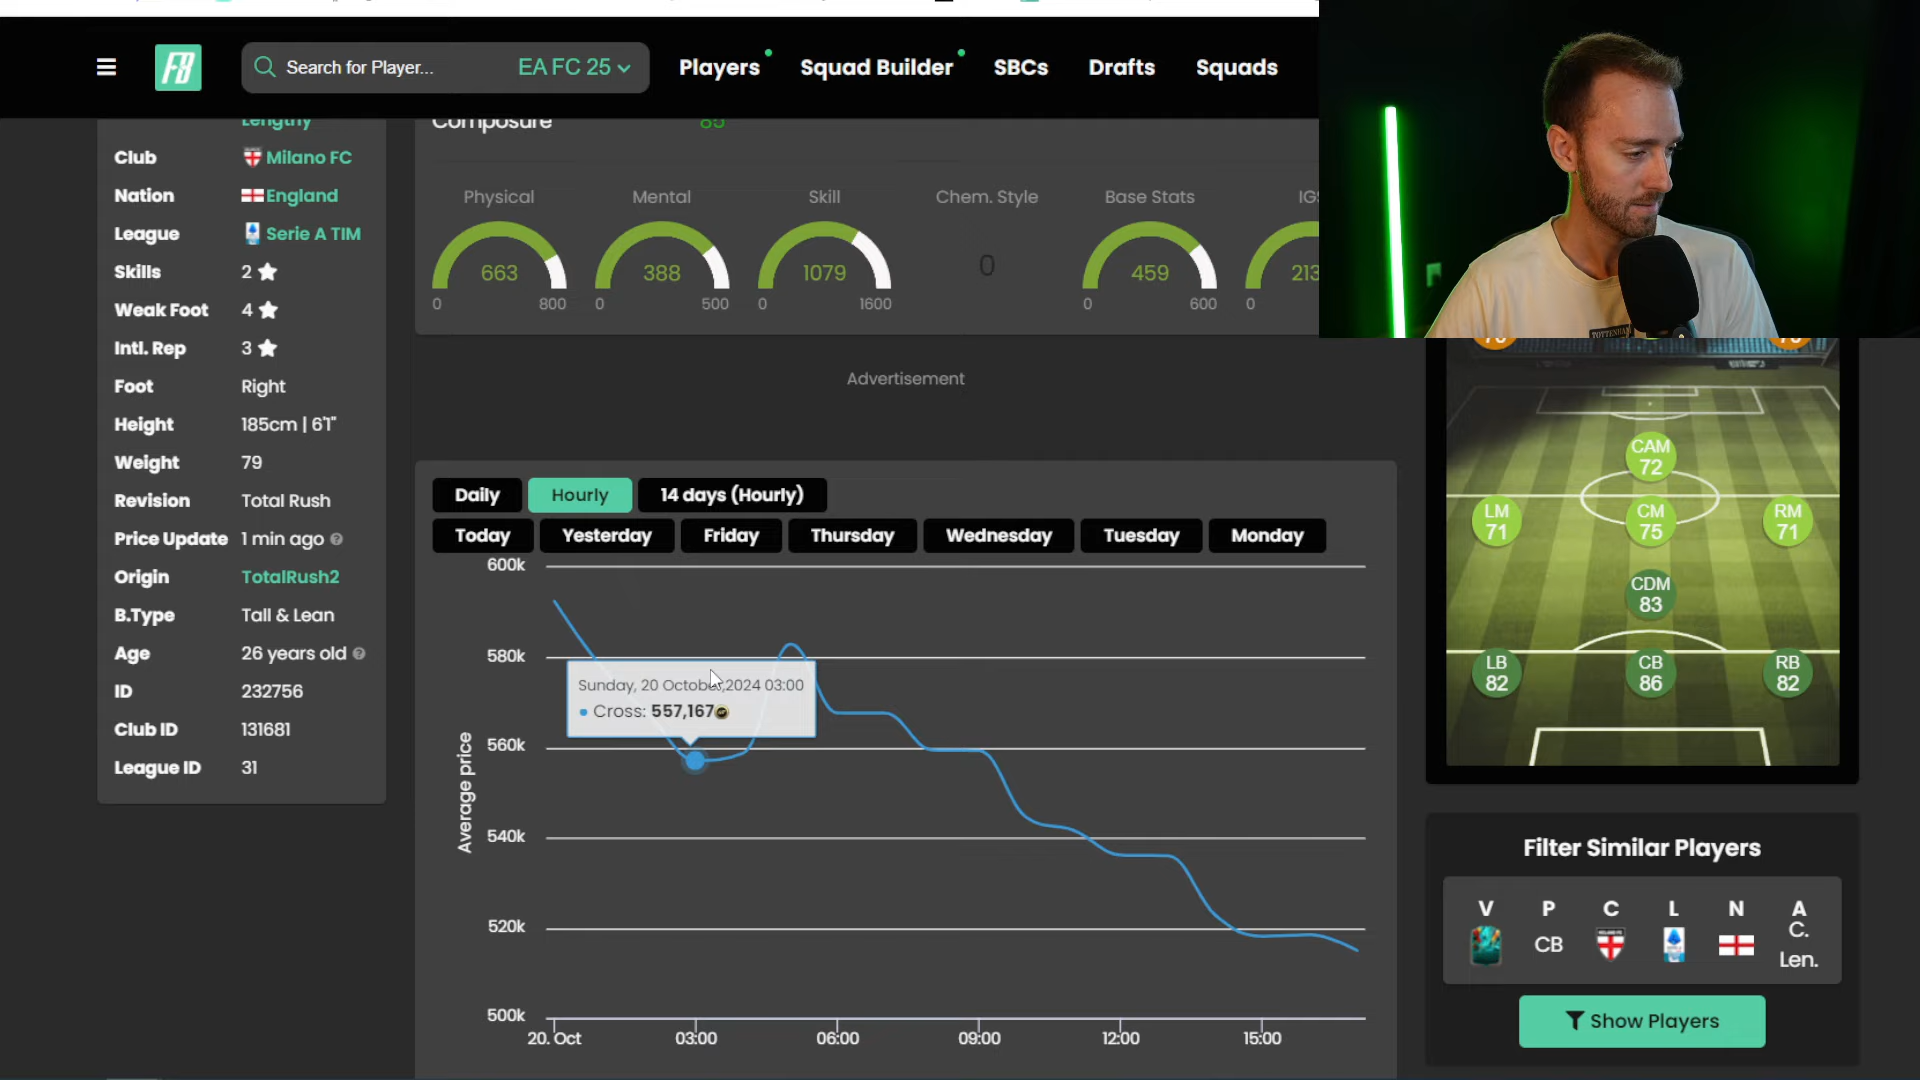 Search for Player...
EA FC 25
Players
Squad Builder
SBCs
Drafts
Squads
Lengthy
Club
Milano FC
Nation
England
League
Serie A TIM
Skills
2
Weak Foot
4
Intl. Rep
3
Foot
Right
Height
185cm | 6'1"
Weight
79
Revision
Total Rush
Price Update
1 min ago
Origin
TotalRush2
B.Type
Tall & Lean
Age
26 years old
ID
232756
Club ID
131681
League ID
31
Composure
85
Physical
Mental
Skill
Chem. Style
Base Stats
663
388
1079
0
459
0
800
0
500
0
1600
0
600
0
Advertisement
Daily
Hourly
14 days (Hourly)
Today
Yesterday
Friday
Thursday
Wednesday
Tuesday
Monday
600k
580k
560k
540k
520k
500k
Average price
Sunday, 20 October, 2024 03:00
Cross: 557,167
20. Oct
03:00
06:00
09:00
12:00
15:00
CAM
72
LM
71
CM
75
RM
71
CDM
83
LB
82
CB
86
RB
82
Filter Similar Players
V
P
C
L
N
A
CB
C.
Len.
Show Players
TOTTENHAM